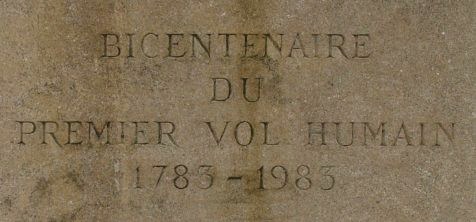 BICENTENAIRE
DU
PREMIER VOL HUMAIN
1783 - 1983